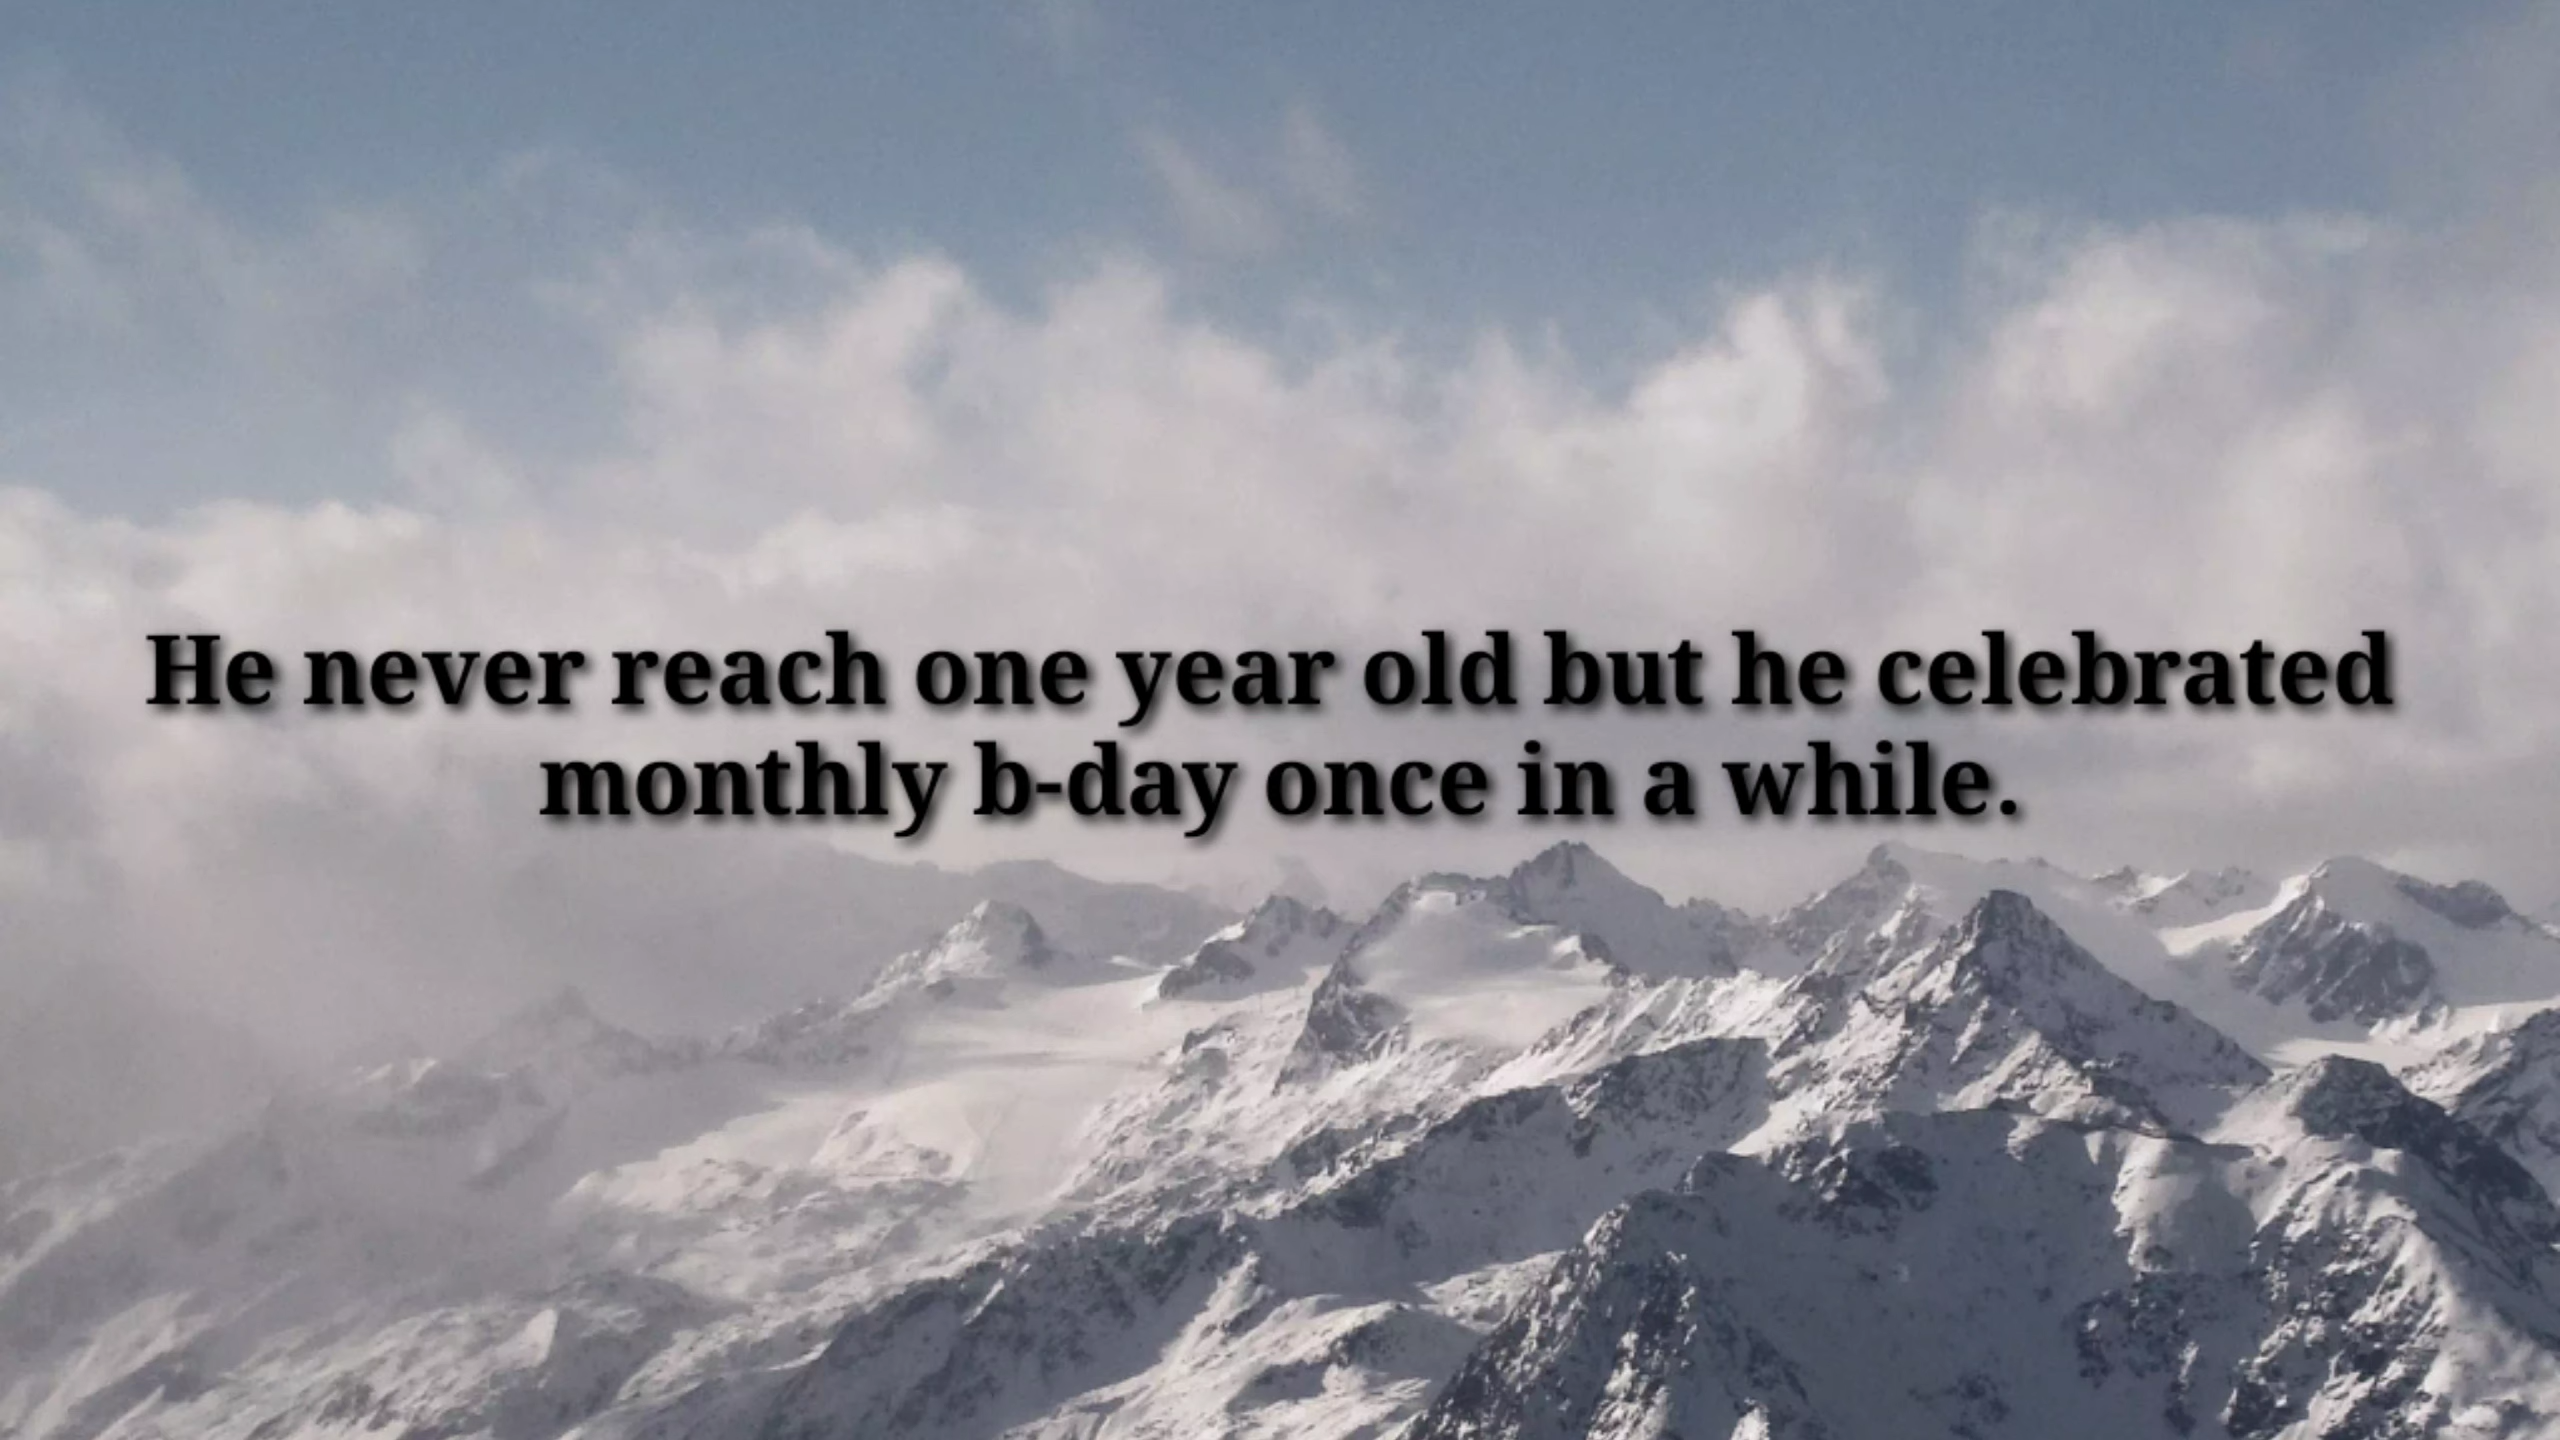 He never reach one year old but he celebrated
monthly b-day once in a while.